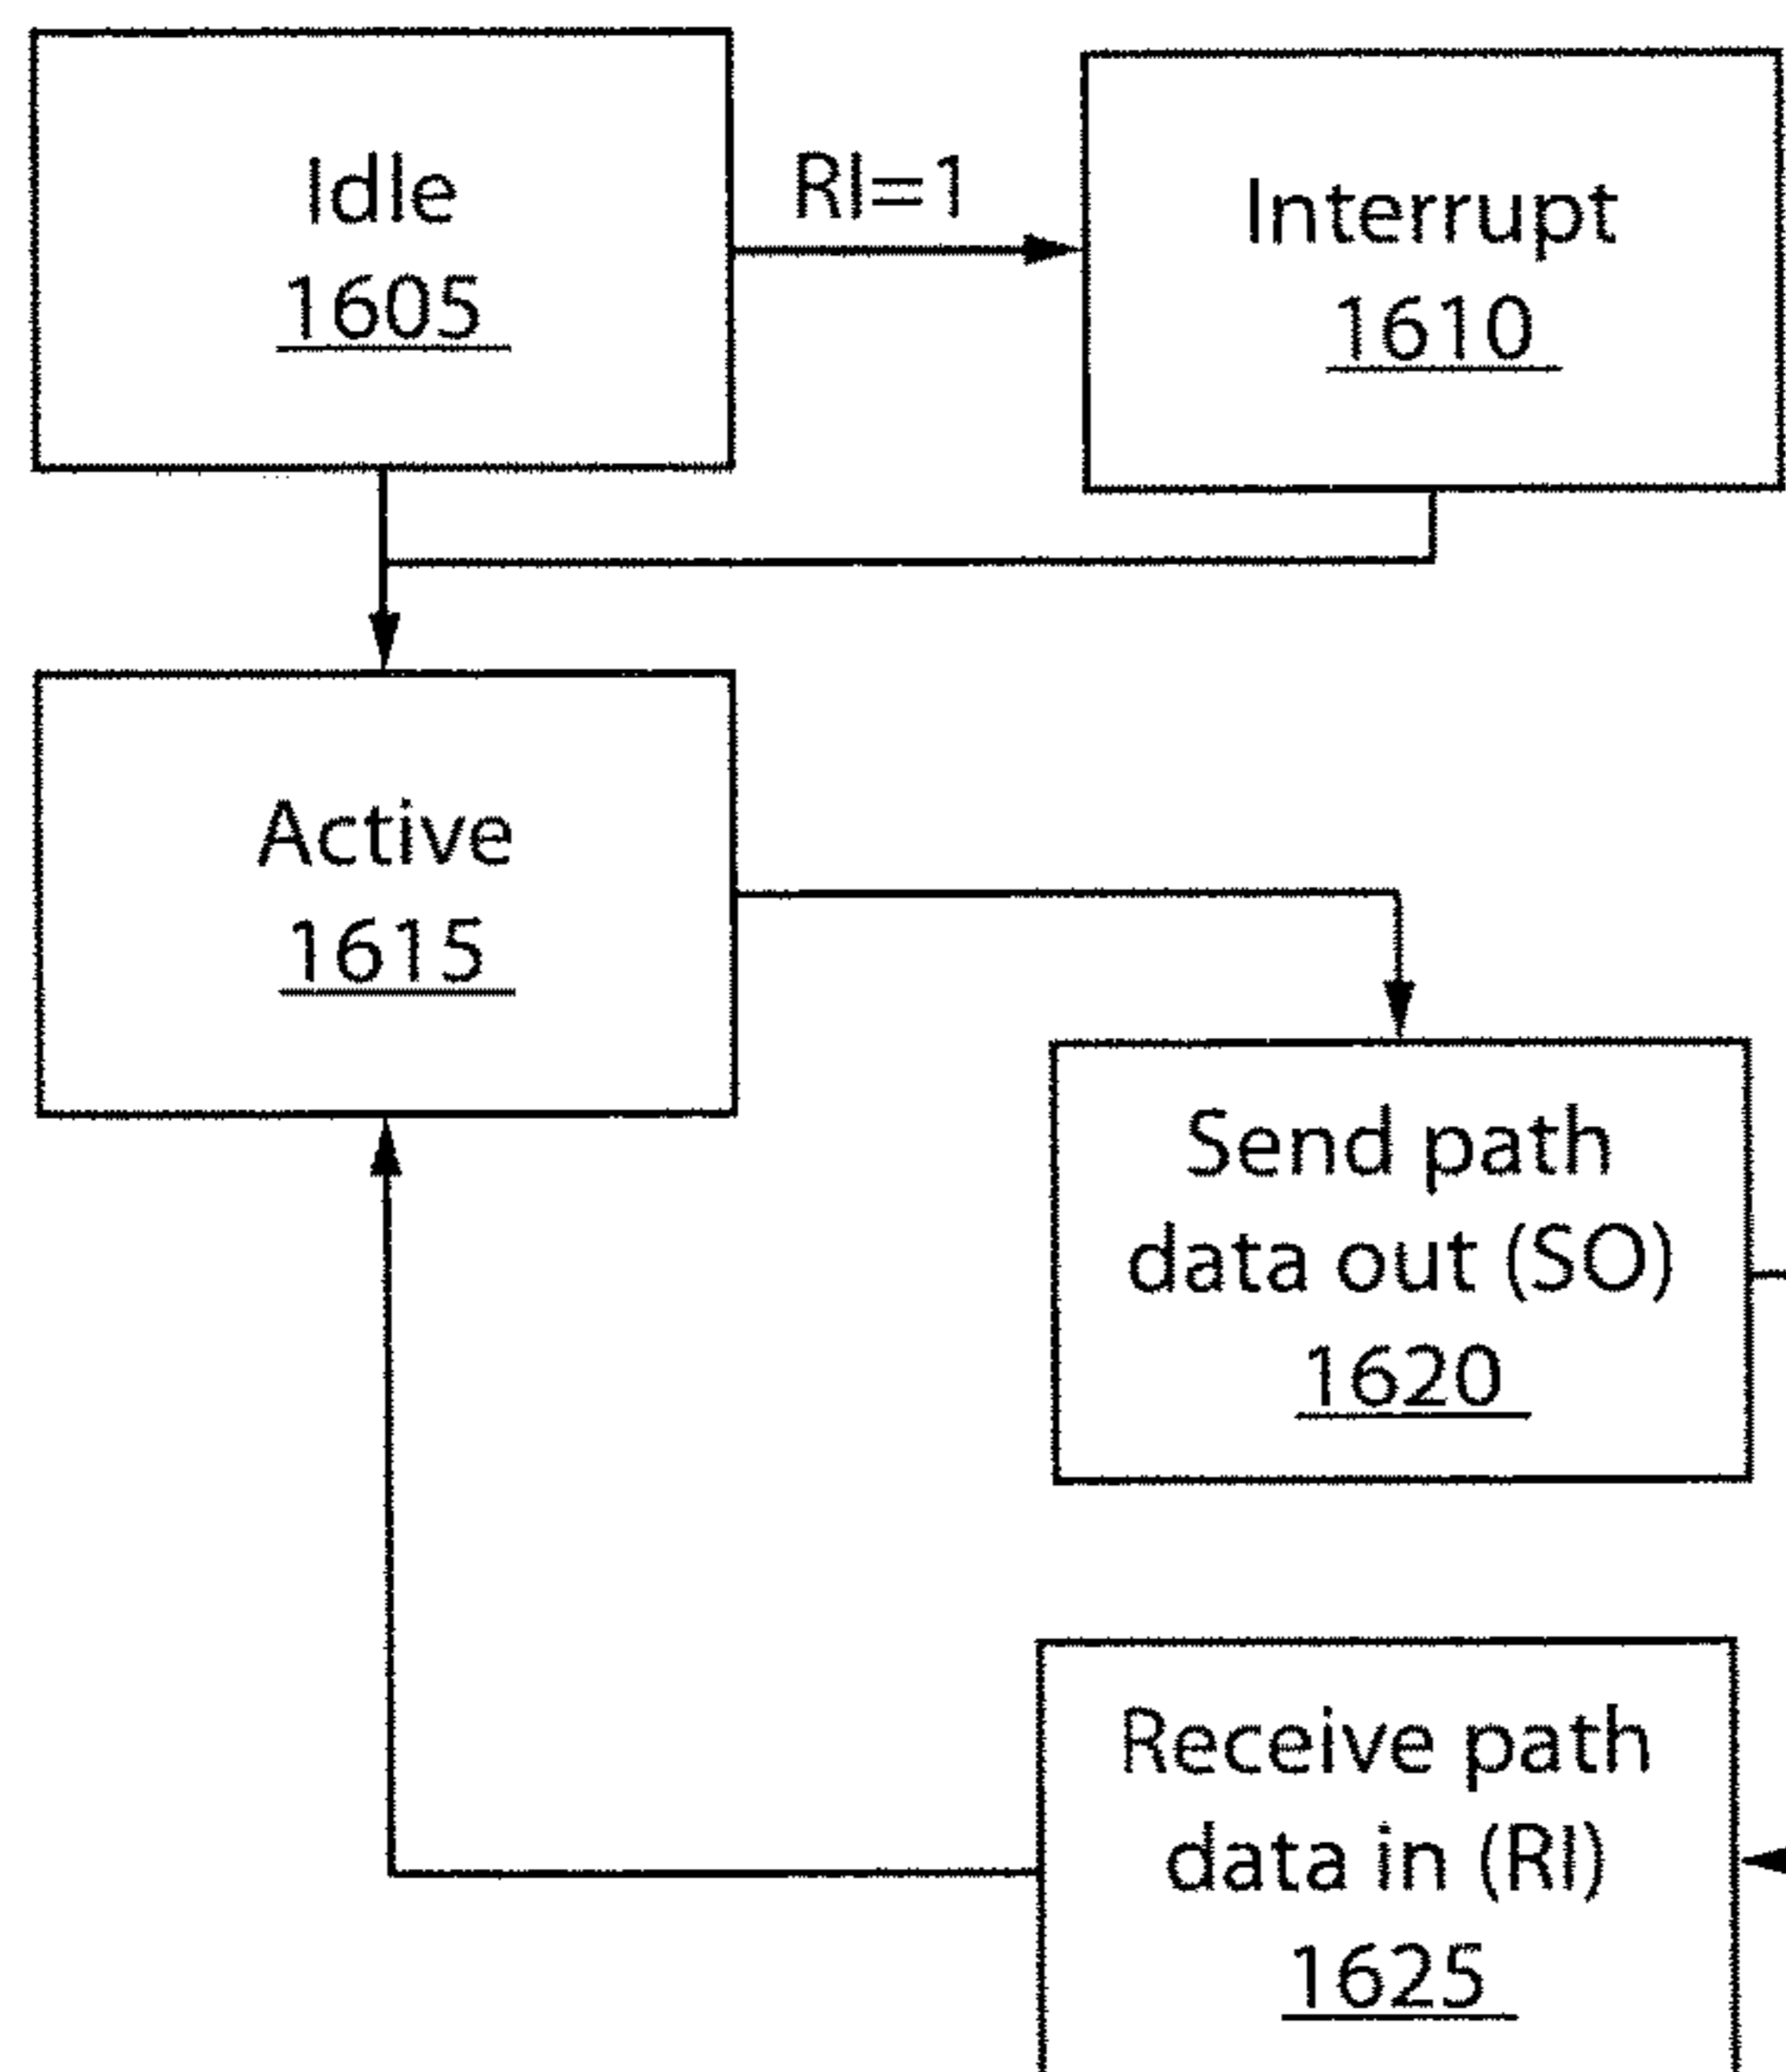 Idle
1605
RI=1
Interrupt
1610
Active
1615
Send path
data out (SO)
1620
Receive path
data in (RI)
1625